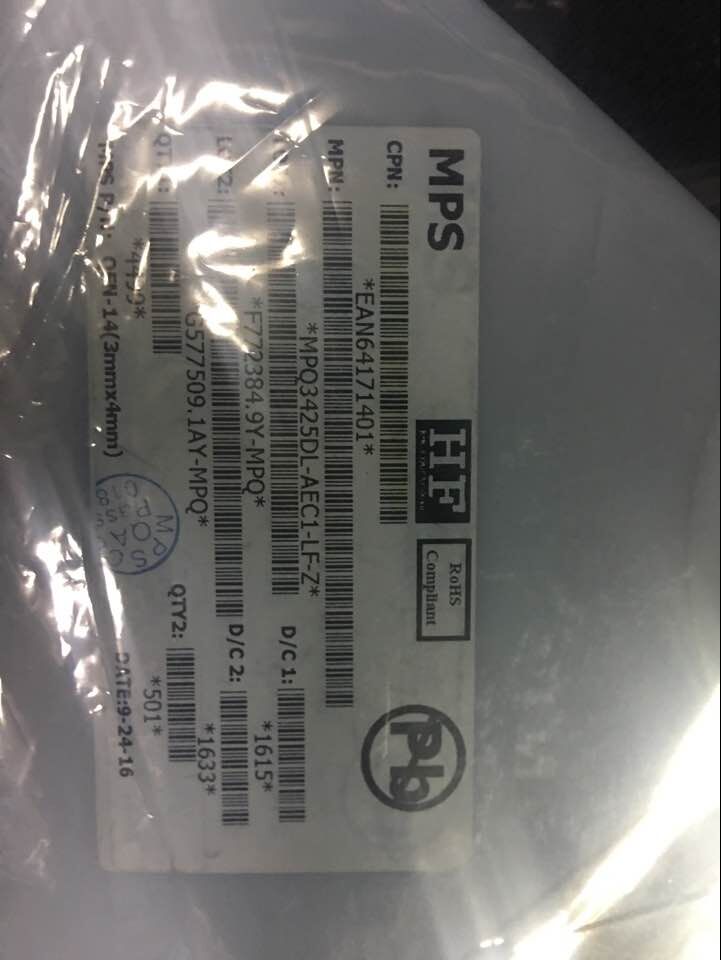 MPS HF RoHS Compliant Pb
CPN:
*EAN64171401*
MPN:
*MPQ3425DL-AEC1-LF-Z*
D/C 1:
*F772384.9Y-MPQ* *1615*
D/C 2:
G577509.1AY-MPQ* *1633*
QTY2:
*501*
P/N: QFN-14(3mmx4mm) DATE:9-24-16